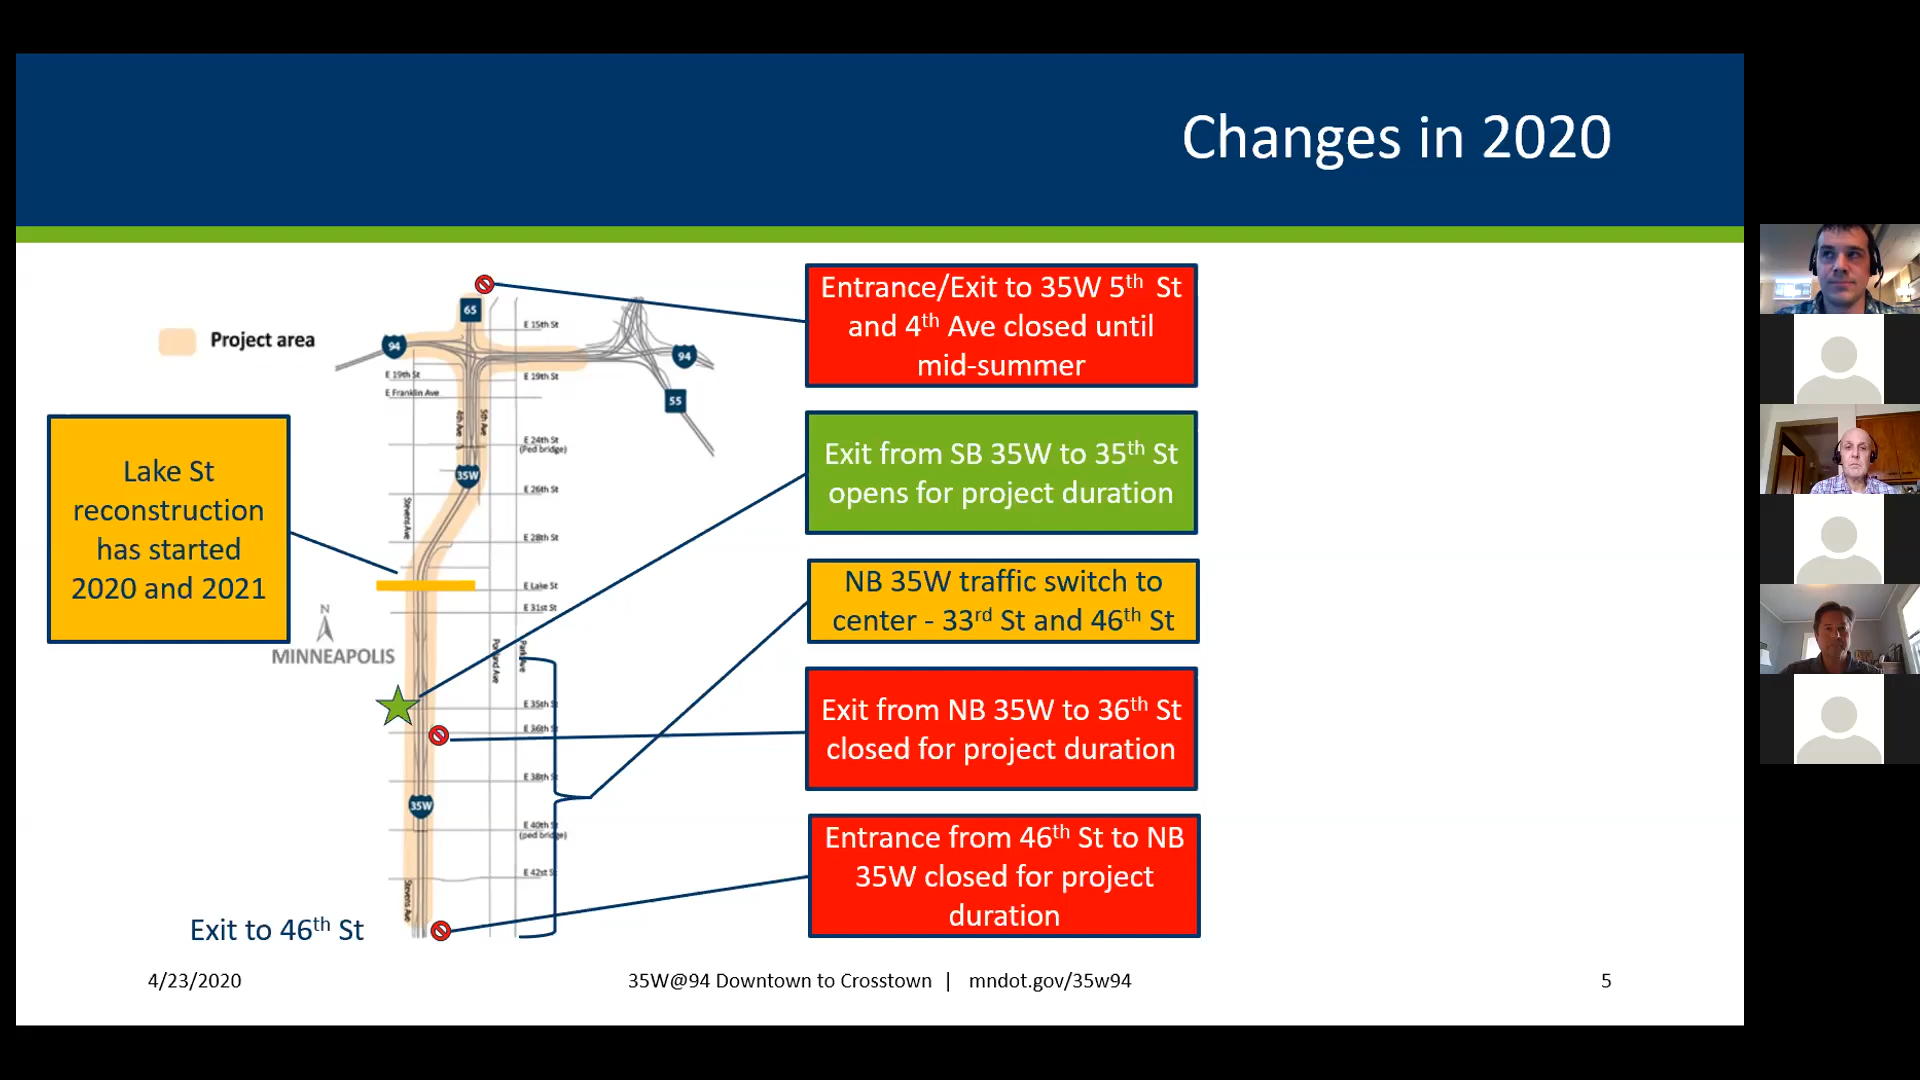 Changes in 2020
Project area
65
94
94
55
E 15th St
E 19th St
E 19th St
E Franklin Ave
4th Ave
5th Ave
E 24th St
(Ped bridge)
35W
E 26th St
Stevens Ave
E 28th St
E Lake St
E 31st St
N
MINNEAPOLIS
Portland Ave
Park Ave
E 35th St
E 36th St
E 38th St
35W
E 40th St
(ped bridge)
E 42st S
Stevens Ave
Exit to 46th St
Lake St
reconstruction
has started
2020 and 2021
Entrance/Exit to 35W 5th St
and 4th Ave closed until
mid-summer
Exit from SB 35W to 35th St
opens for project duration
NB 35W traffic switch to
center - 33rd St and 46th St
Exit from NB 35W to 36th St
closed for project duration
Entrance from 46th St to NB
35W closed for project
duration
4/23/2020
35W@94 Downtown to Crosstown | mndot.gov/35w94
5